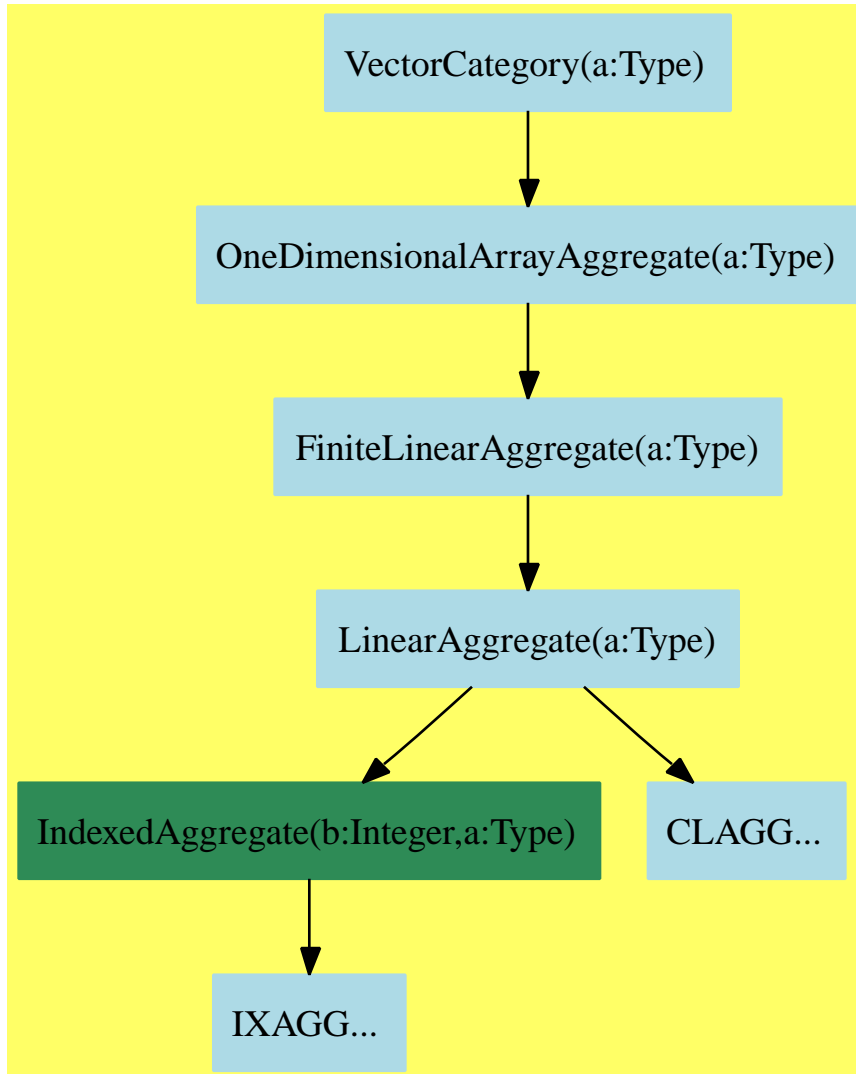 VectorCategory(a:Type)
OneDimensionalArrayAggregate(a:Type)
FiniteLinearAggregate(a:Type)
LinearAggregate(a:Type)
IndexedAggregate(b:Integer,a:Type)
CLAGG...
IXAGG...